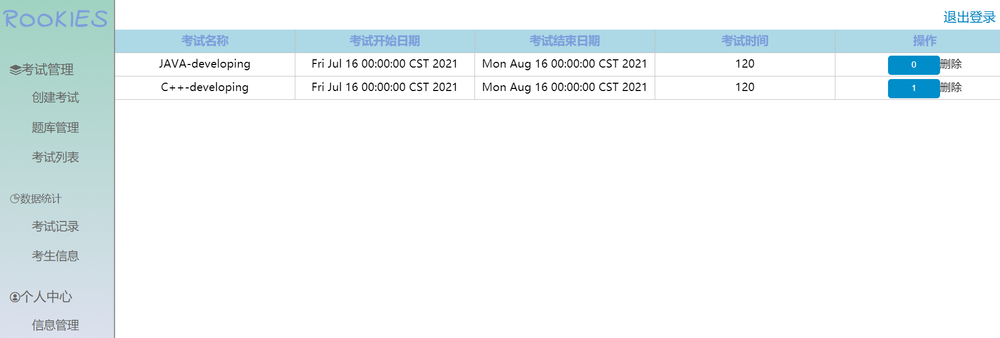 ROOKIES
退出登录
考试管理
创建考试
题库管理
考试列表
数据统计
考试记录
考生信息
个人中心
信息管理
考试名称 考试开始日期 考试结束日期 考试时间 操作
JAVA-developing Fri Jul 16 00:00:00 CST 2021 Mon Aug 16 00:00:00 CST 2021 120 0 删除
C++-developing Fri Jul 16 00:00:00 CST 2021 Mon Aug 16 00:00:00 CST 2021 120 1 删除